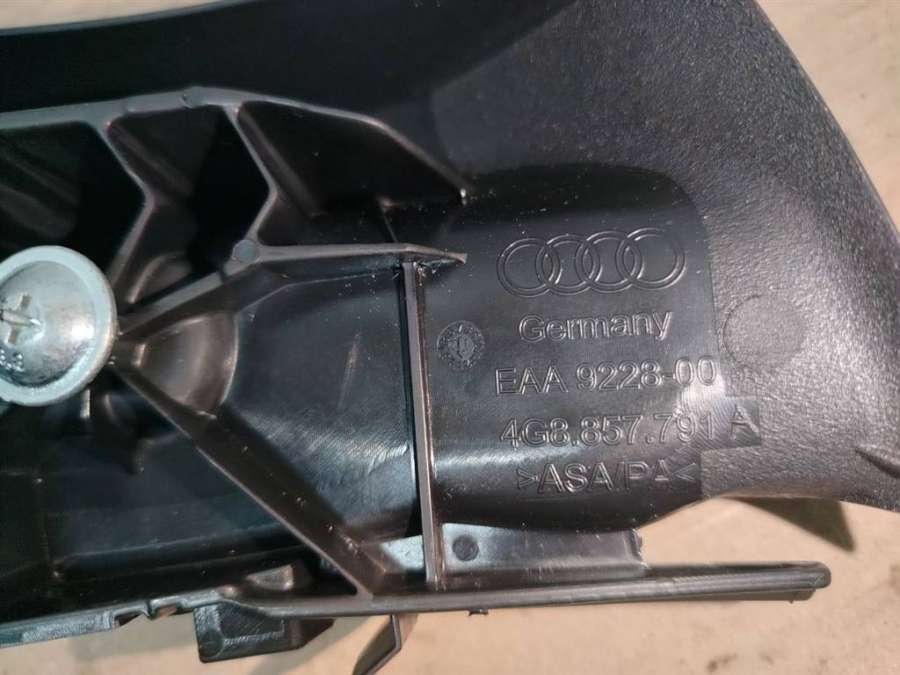 Germany
EAA 9228-00
4G8.857.791 A
>ASA/PA<